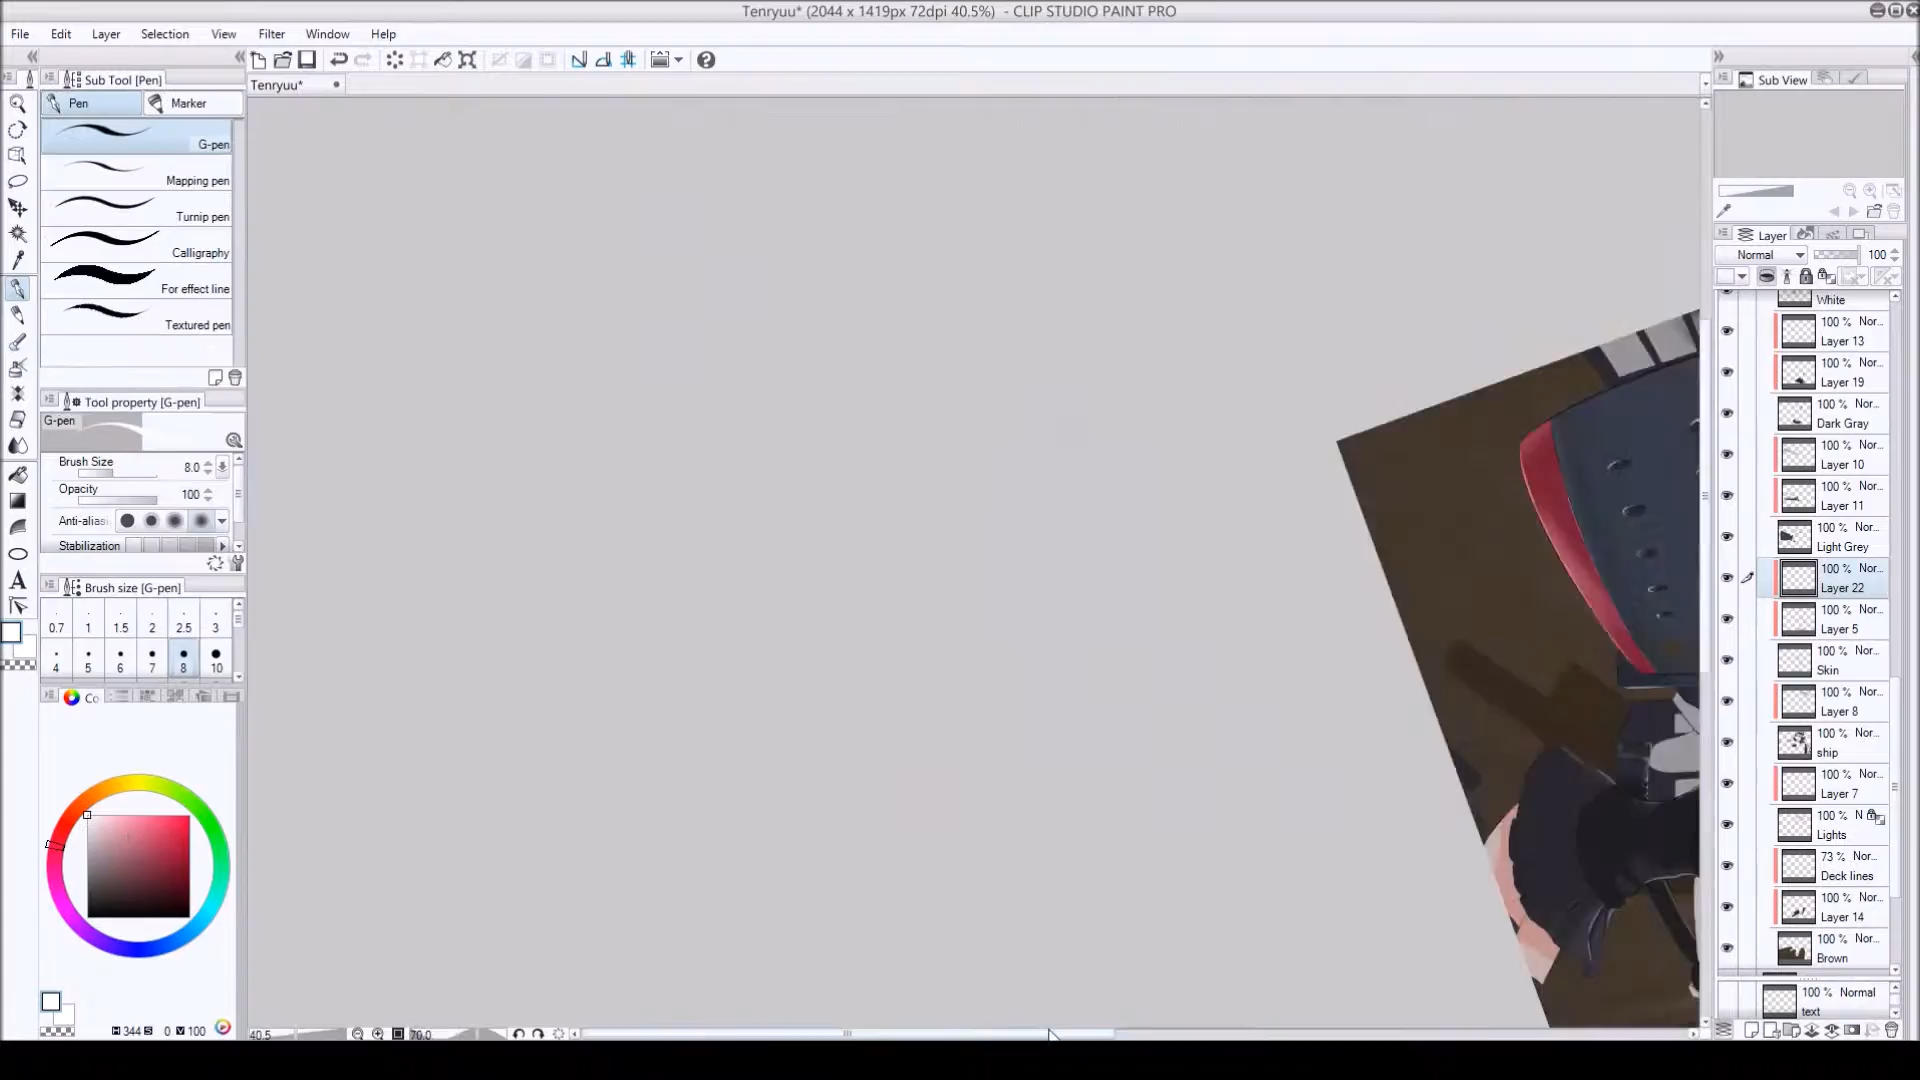 Tenryuu* (2044 x 1419px 72dpi 40.5%)  - CLIP STUDIO PAINT PRO
File Edit Layer Selection View Filter Window Help
Sub Tool [Pen]
Tenryuu*
Sub View
Pen Marker
G-pen
Mapping pen
Turnip pen
Calligraphy
For effect line
Textured pen
Tool property [G-pen]
G-pen
Brush Size 8.0
Opacity 100
Anti-alias
Stabilization
Brush size [G-pen]
0.7 1 1.5 2 2.5 3
4 5 6 7 8 10
Co
H 344 S 0 V 100
40.5 70.0
Layer
Normal 100
White
100 % Nor...
Layer 13
100 % Nor...
Layer 19
100 % Nor...
Dark Gray
100 % Nor...
Layer 10
100 % Nor...
Layer 11
100 % Nor...
Light Grey
100 % Nor...
Layer 22
100 % Nor...
Layer 5
100 % Nor...
Skin
100 % Nor...
Layer 8
100 % Nor...
ship
100 % Nor...
Layer 7
100 % N
Lights
73 % Nor...
Deck lines
100 % Nor...
Layer 14
100 % Nor...
Brown
100 % Normal
text